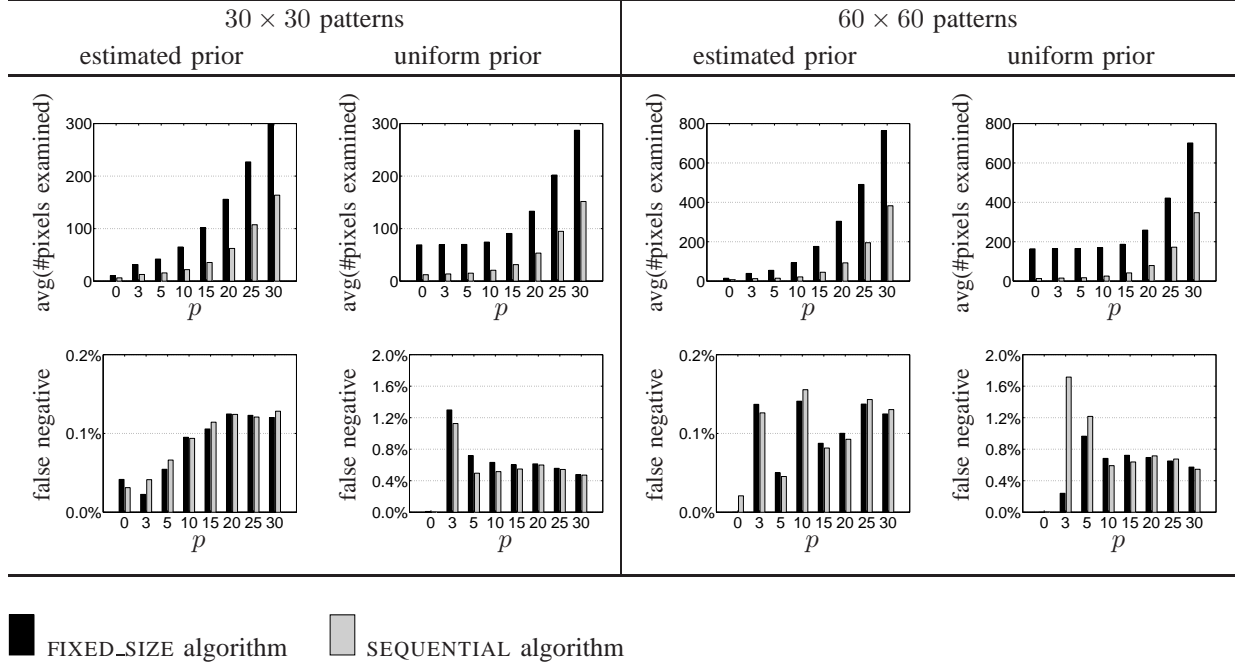 30 × 30 patterns
60 × 60 patterns
estimated prior
uniform prior
estimated prior
uniform prior
avg(#pixels examined)
300
200
100
0
0 3 5 10 15 20 25 30
p
avg(#pixels examined)
300
200
100
0
0 3 5 10 15 20 25 30
p
avg(#pixels examined)
800
600
400
200
0
0 3 5 10 15 20 25 30
p
avg(#pixels examined)
800
600
400
200
0
0 3 5 10 15 20 25 30
p
false negative
0.2%
0.1%
0.0%
0 3 5 10 15 20 25 30
p
false negative
2.0%
1.6%
1.2%
0.8%
0.4%
0.0%
0 3 5 10 15 20 25 30
p
false negative
0.2%
0.1%
0.0%
0 3 5 10 15 20 25 30
p
false negative
2.0%
1.6%
1.2%
0.8%
0.4%
0.0%
0 3 5 10 15 20 25 30
p
FIXED_SIZE algorithm
SEQUENTIAL algorithm